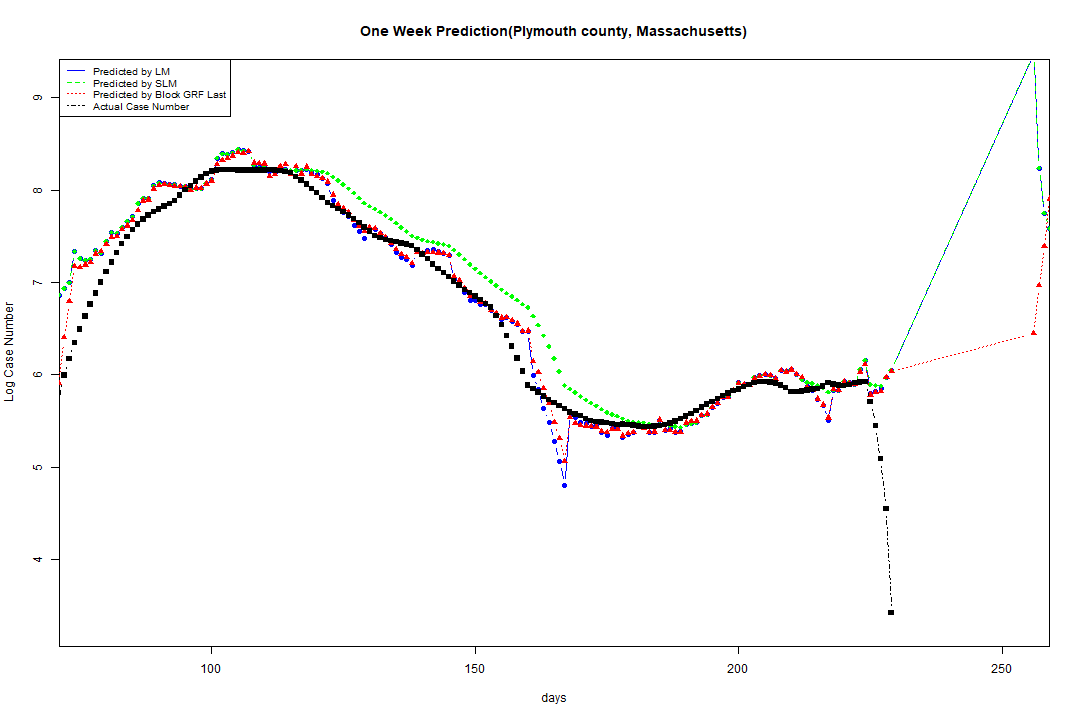 One Week Prediction(Plymouth county, Massachusetts)
Predicted by LM
Predicted by SLM
Predicted by Block GRF Last
Actual Case Number
9
8
7
6
5
4
Log Case Number
100 150 200 250
days